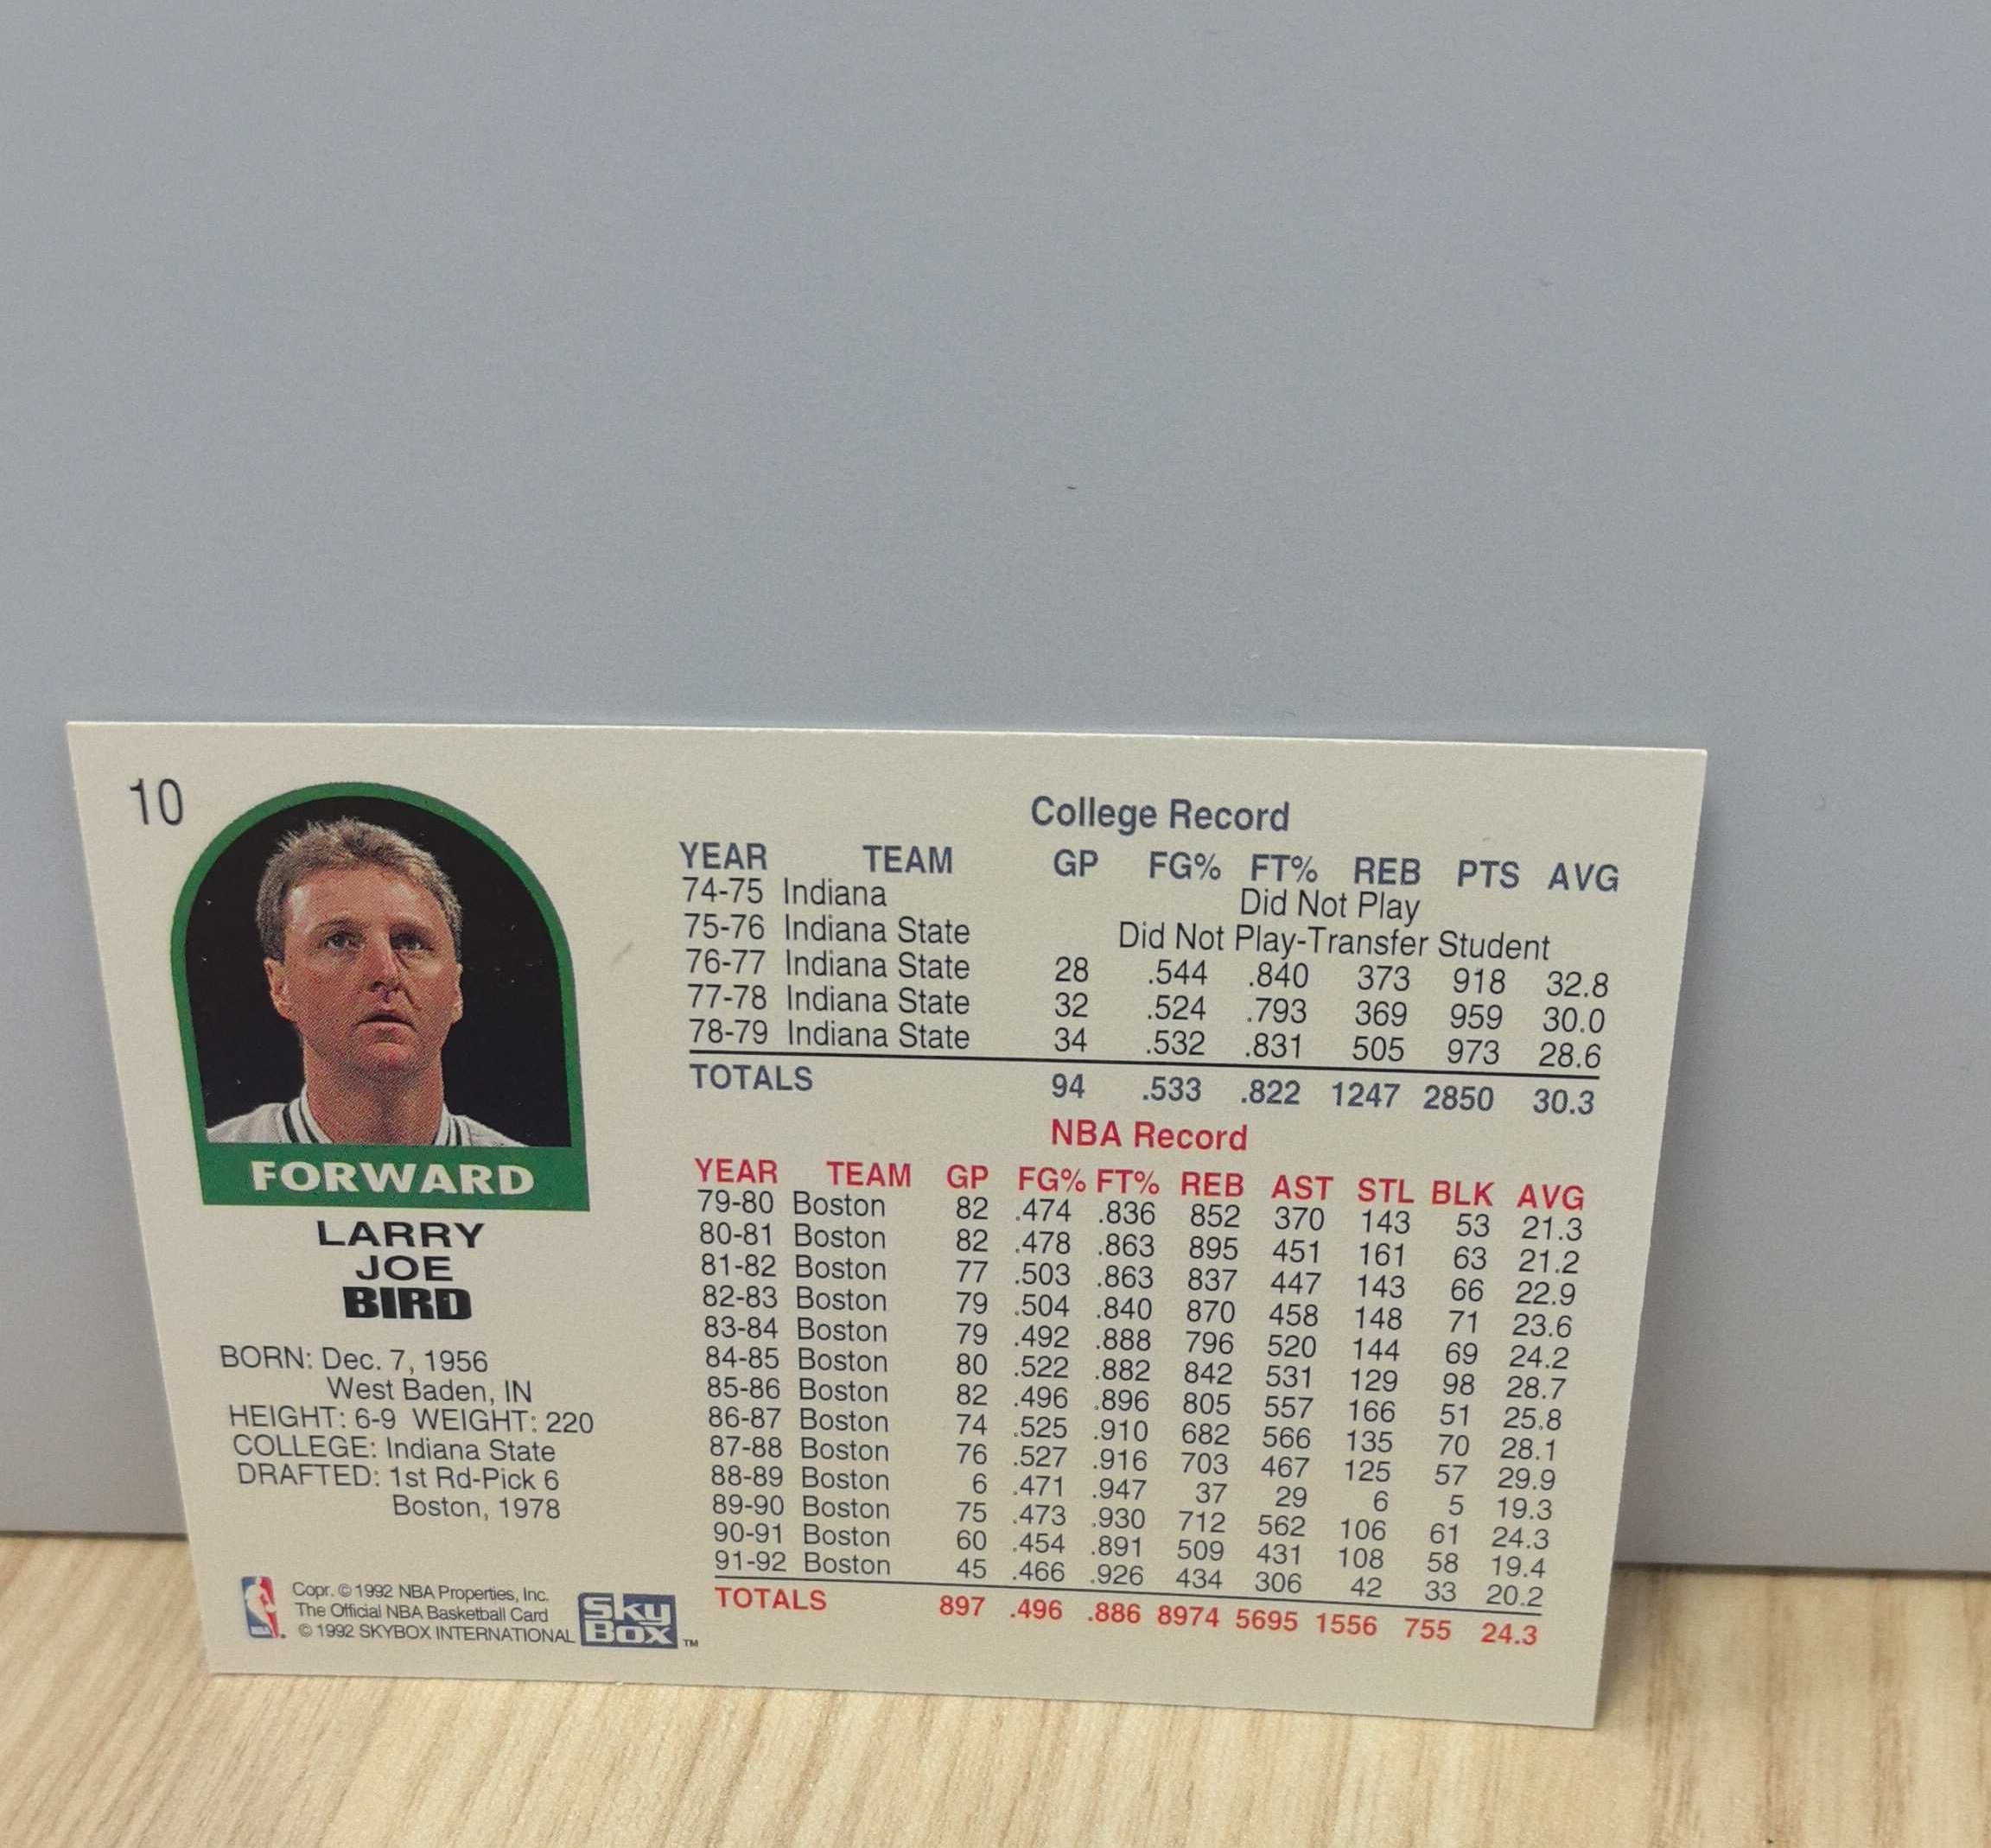 10
FORWARD
LARRY
JOE
BIRD
BORN: Dec. 7, 1956
West Baden, IN
HEIGHT: 6-9 WEIGHT: 220
COLLEGE: Indiana State
DRAFTED: 1st Rd-Pick 6
Boston, 1978
NBA
Copr. © 1992 NBA Properties, Inc.
The Official NBA Basketball Card
© 1992 SKYBOX INTERNATIONAL
SKY
BOX ™
College Record
YEAR TEAM GP FG% FT% REB PTS AVG
74-75 Indiana Did Not Play
75-76 Indiana State Did Not Play-Transfer Student
76-77 Indiana State 28 .544 .840 373 918 32.8
77-78 Indiana State 32 .524 .793 369 959 30.0
78-79 Indiana State 34 .532 .831 505 973 28.6
TOTALS 94 .533 .822 1247 2850 30.3
NBA Record
YEAR TEAM GP FG% FT% REB AST STL BLK AVG
79-80 Boston 82 .474 .836 852 370 143 53 21.3
80-81 Boston 82 .478 .863 895 451 161 63 21.2
81-82 Boston 77 .503 .863 837 447 143 66 22.9
82-83 Boston 79 .504 .840 870 458 148 71 23.6
83-84 Boston 79 .492 .888 796 520 144 69 24.2
84-85 Boston 80 .522 .882 842 531 129 98 28.7
85-86 Boston 82 .496 .896 805 557 166 51 25.8
86-87 Boston 74 .525 .910 682 566 135 70 28.1
87-88 Boston 76 .527 .916 703 467 125 57 29.9
88-89 Boston 6 .471 .947 37 29 6 5 19.3
89-90 Boston 75 .473 .930 712 562 106 61 24.3
90-91 Boston 60 .454 .891 509 431 108 58 19.4
91-92 Boston 45 .466 .926 434 306 42 33 20.2
TOTALS 897 .496 .886 8974 5695 1556 755 24.3